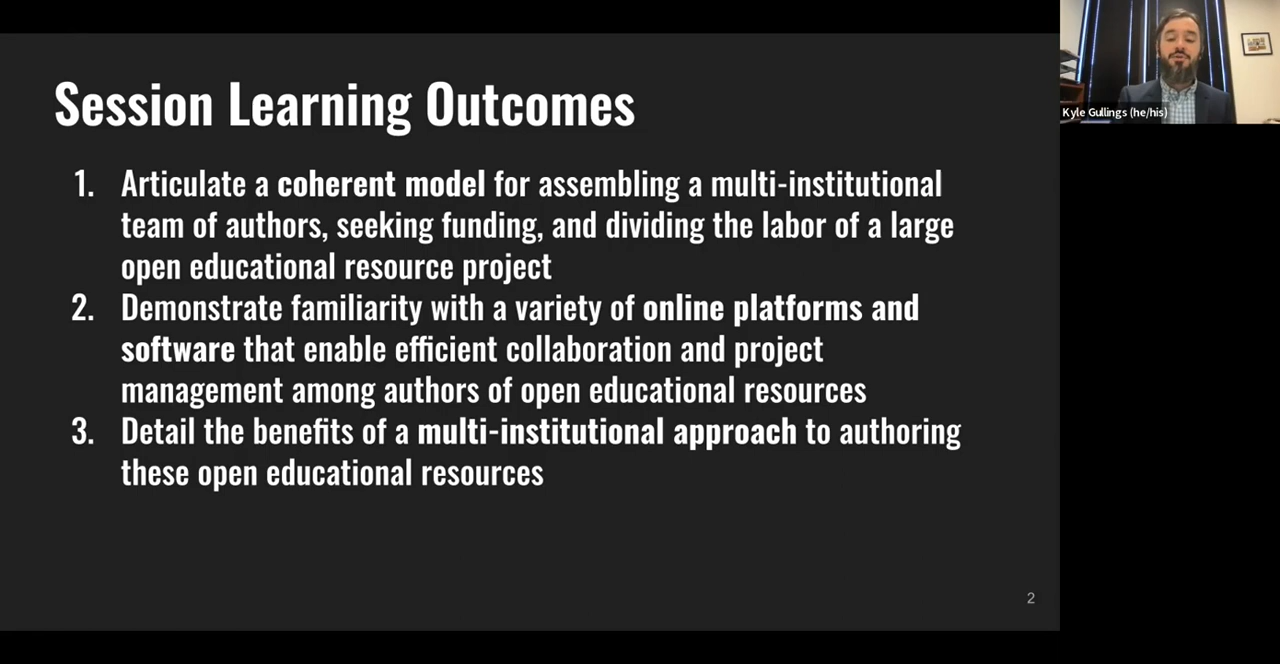 Session Learning Outcomes
1. Articulate a coherent model for assembling a multi-institutional
team of authors, seeking funding, and dividing the labor of a large
open educational resource project
2. Demonstrate familiarity with a variety of online platforms and
software that enable efficient collaboration and project
management among authors of open educational resources
3. Detail the benefits of a multi-institutional approach to authoring
these open educational resources
2
Kyle Gullings (he/his)